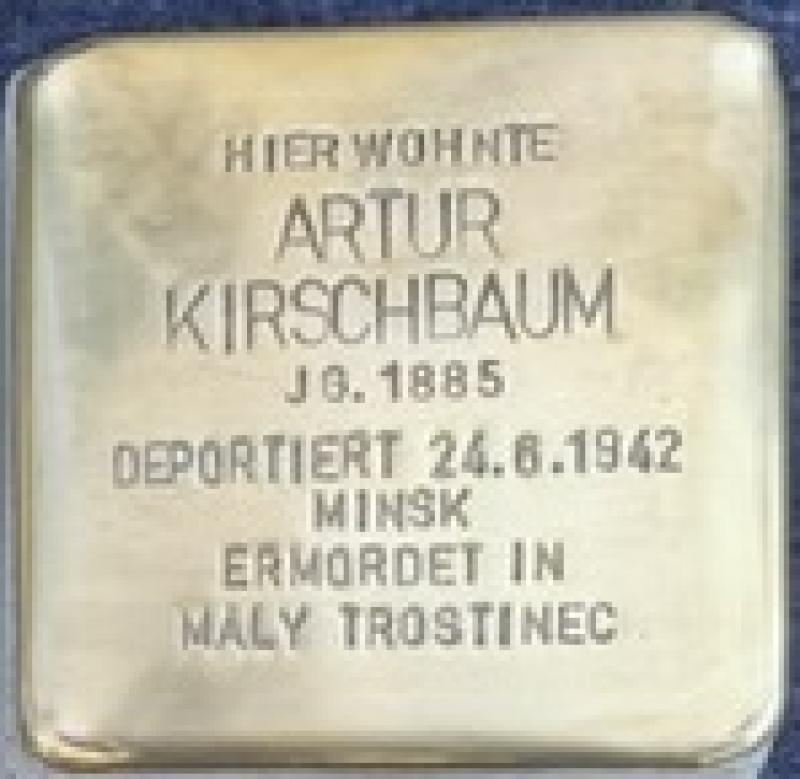 HIER WOHNTE
ARTUR
KIRSCHBAUM
JG. 1885
DEPORTIERT 24.6.1942
MINSK
ERMORDET IN
MALY TROSTINEC